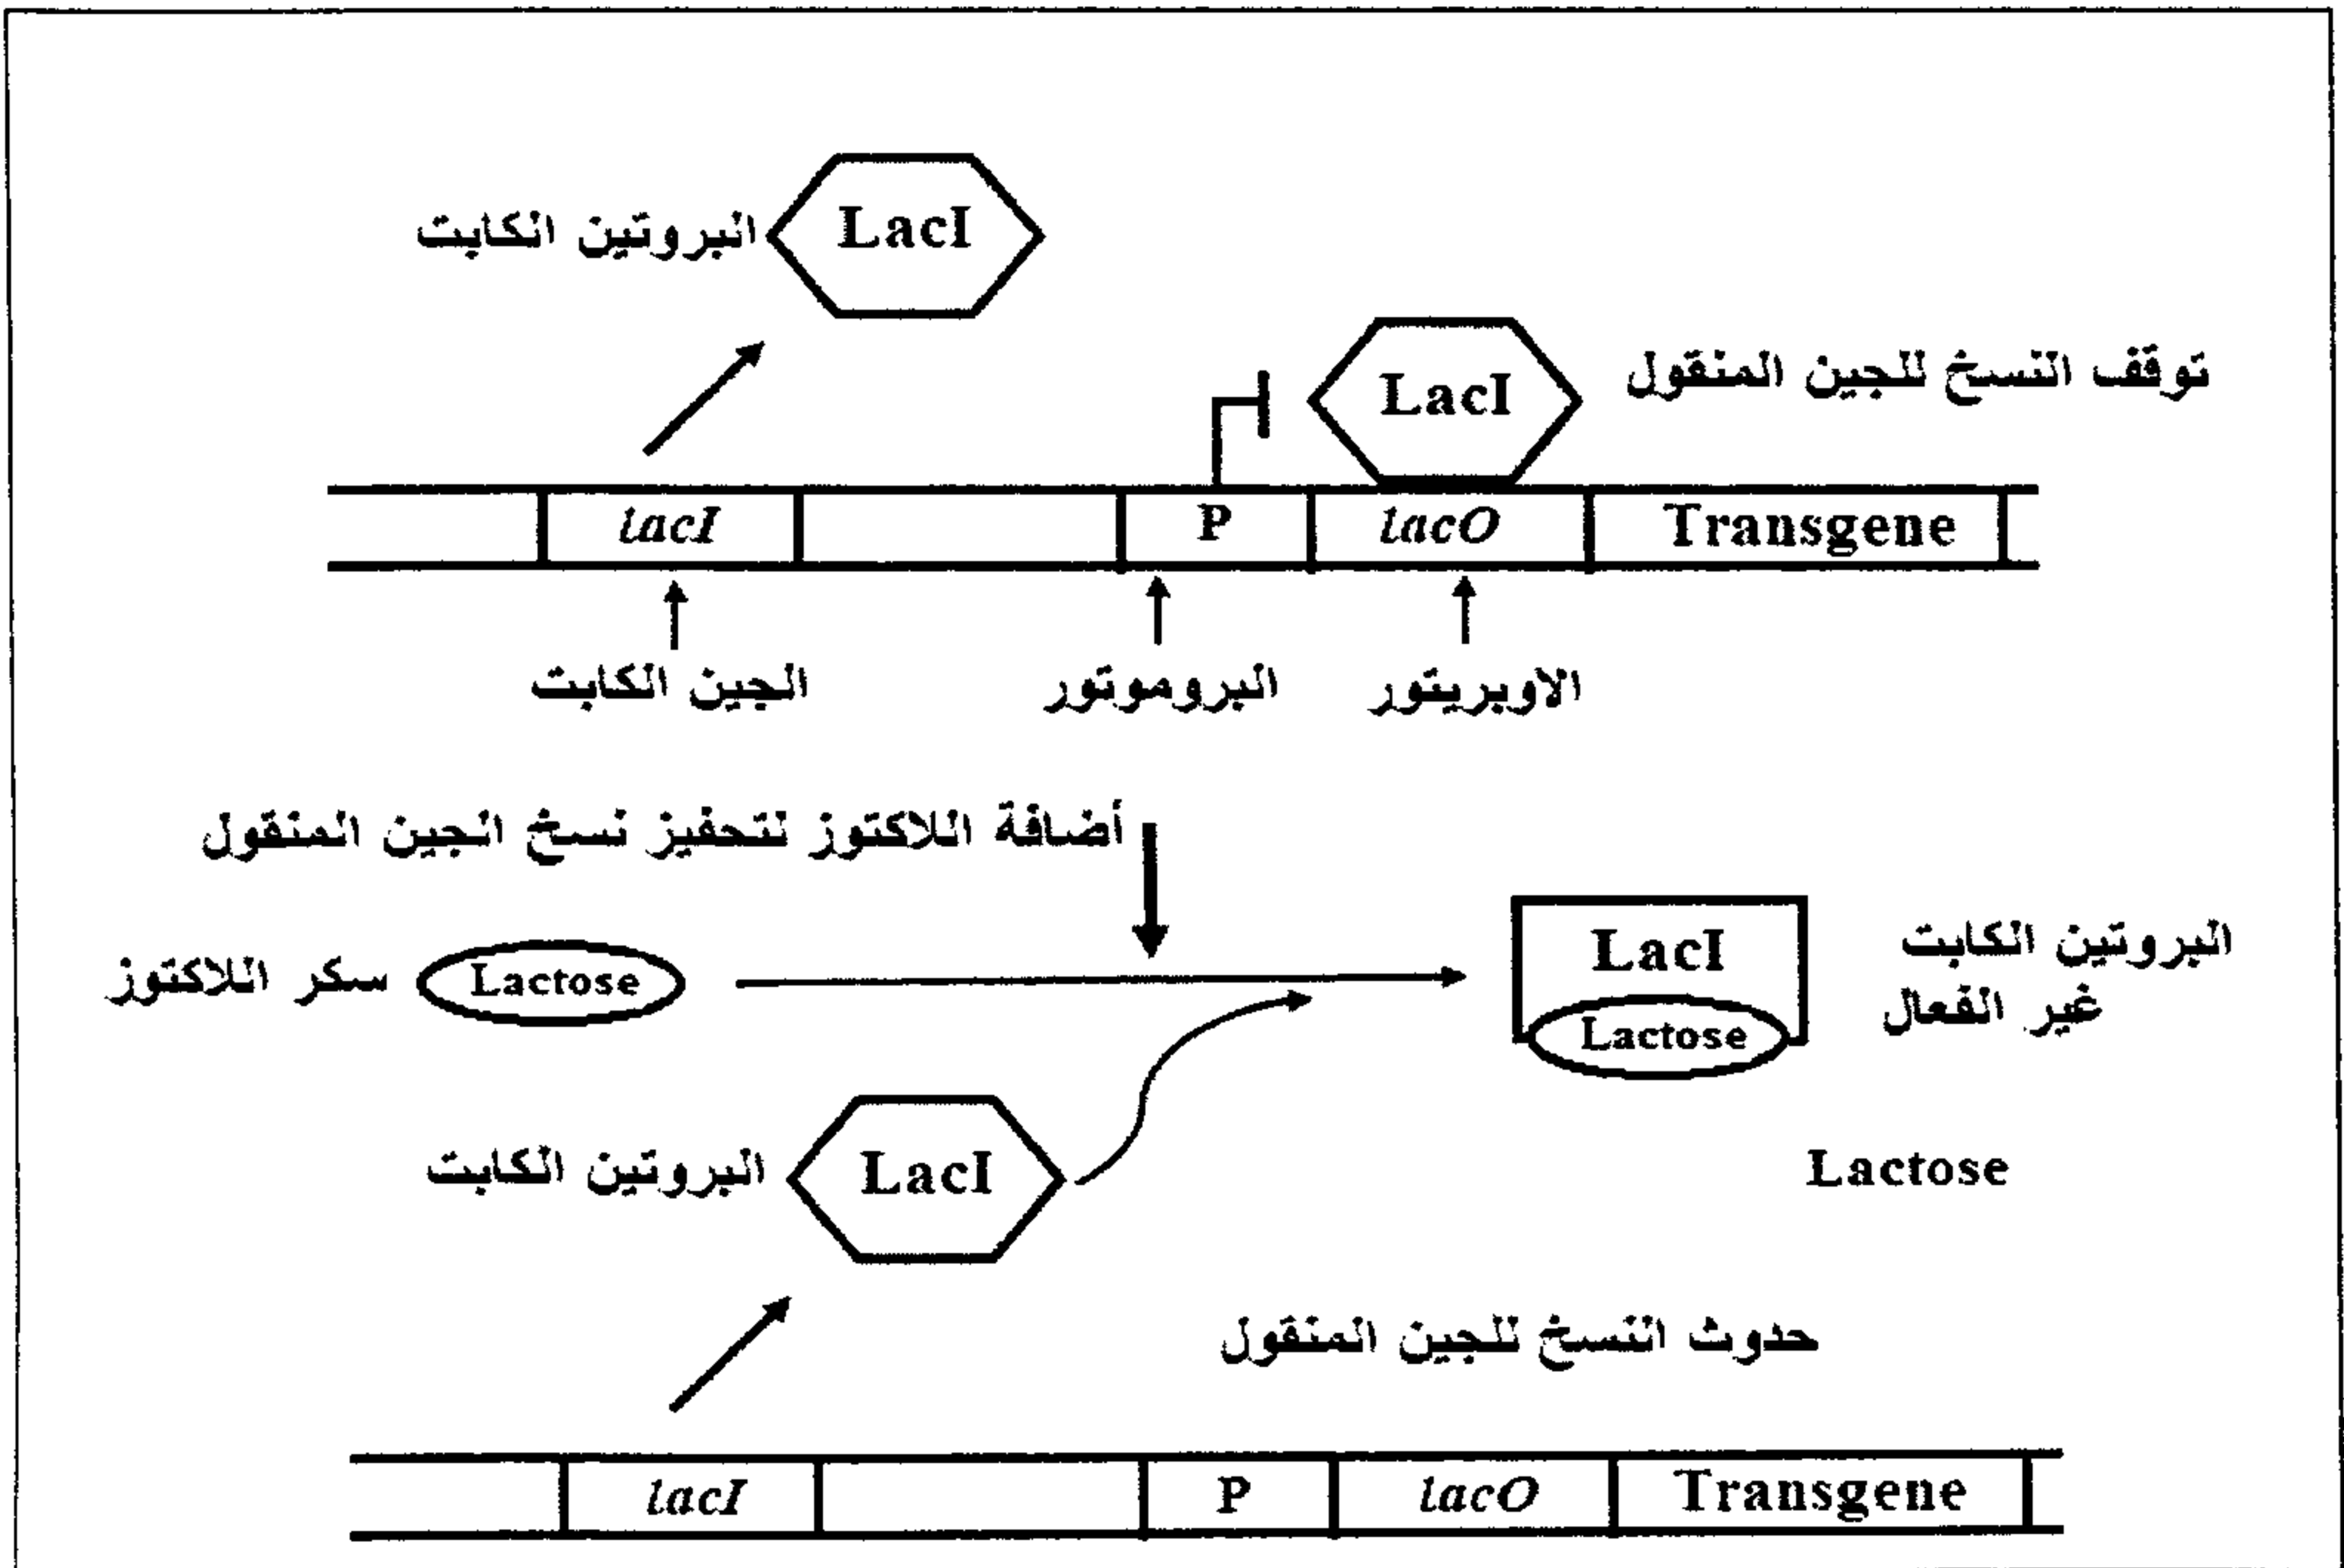 البروتين الكابت
LacI
LacI
توقف النسخ للجين المنقول
lacI
P
lacO
Transgene
الجين الكابت
البروموتور
الاوبريتور
أضافة اللاكتوز لتحفيز نسخ الجين المنقول
سكر اللاكتوز
Lactose
LacI
Lactose
البروتين الكابت
غير الفعال
البروتين الكابت
LacI
Lactose
حدوث النسخ للجين المنقول
lacI
P
lacO
Transgene